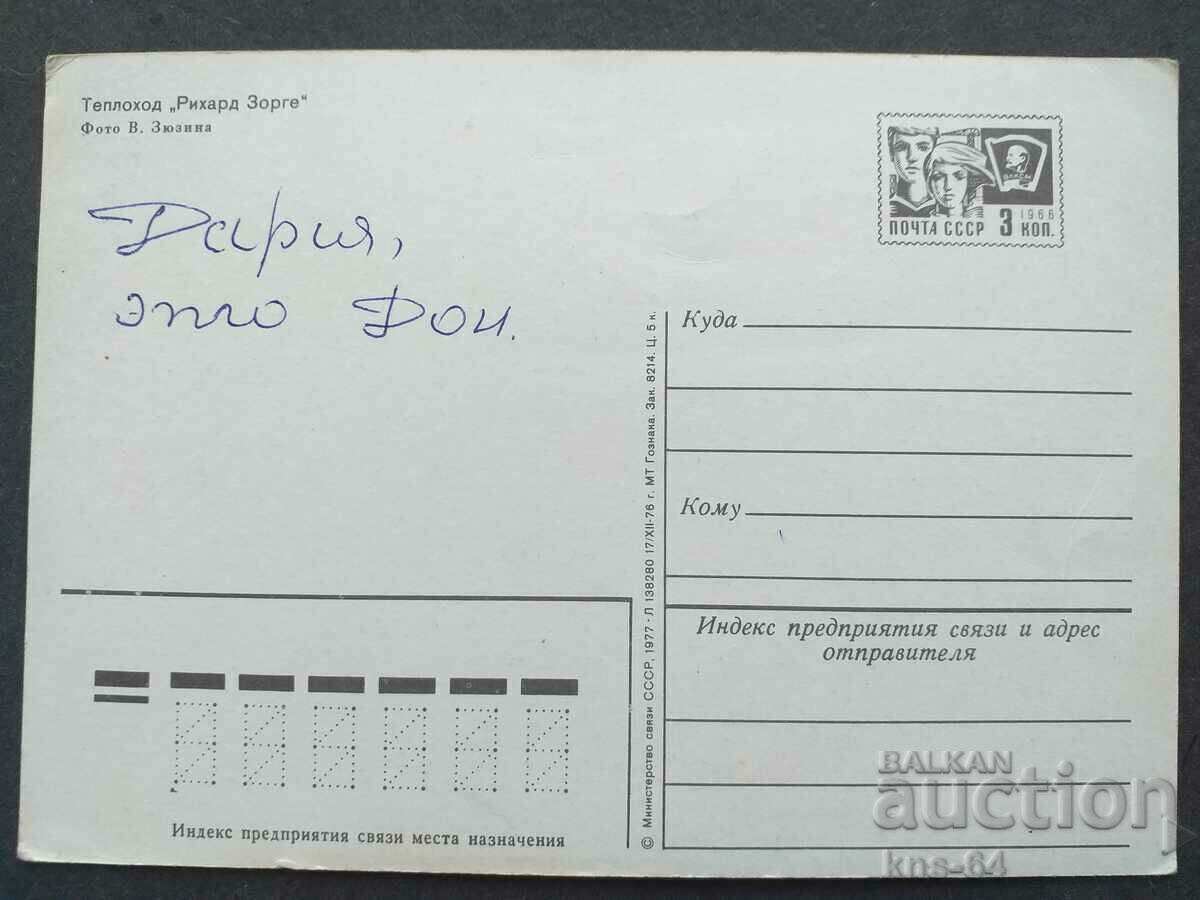 Теплоход „Рихард Зорге“
Фото В. Зюзина
Дария,
это Дон.
ВЛКСМ
1966
ПОЧТА СССР 3 КОП.
Куда
Кому
Индекс предприятия связи и адрес
отправителя
© Министерство связи СССР, 1977 · Л 138280 17/XII-76 г. МТ Гознака. Зак. 8214. Ц. 5 к.
Индекс предприятия связи места назначения
BALKAN
auction
kns-64